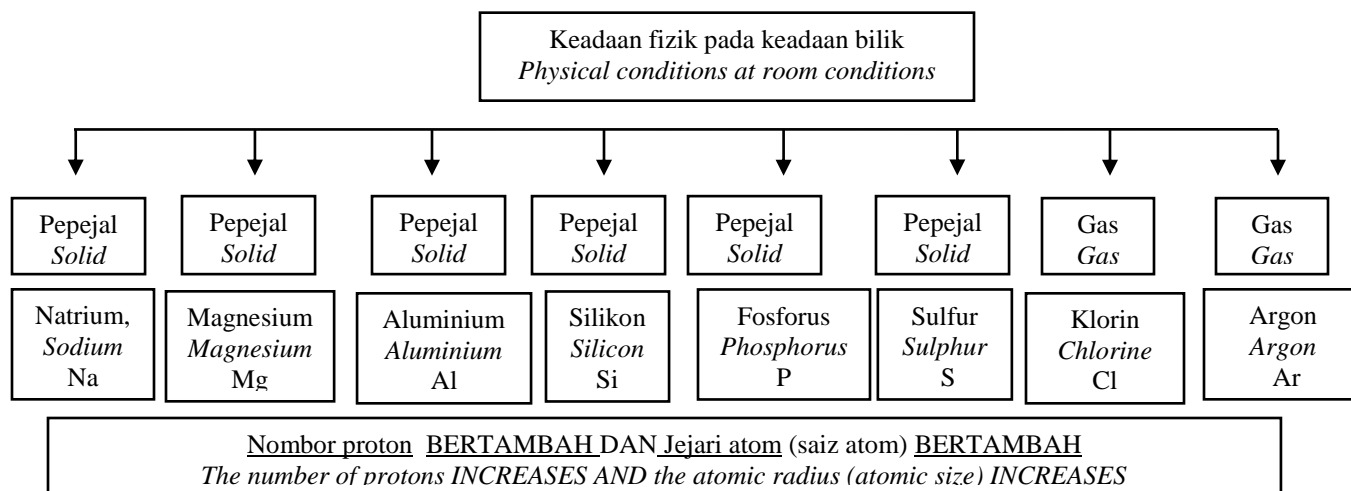 Keadaan fizik pada keadaan bilik
Physical conditions at room conditions
Pepejal
Solid
Pepejal
Solid
Pepejal
Solid
Pepejal
Solid
Pepejal
Solid
Pepejal
Solid
Gas
Gas
Gas
Gas
Natrium,
Sodium
Na
Magnesium
Magnesium
Mg
Aluminium
Aluminium
Al
Silikon
Silicon
Si
Fosforus
Phosphorus
P
Sulfur
Sulphur
S
Klorin
Chlorine
Cl
Argon
Argon
Ar
Nombor proton BERTAMBAH DAN Jejari atom (saiz atom) BERTAMBAH
The number of protons INCREASES AND the atomic radius (atomic size) INCREASES